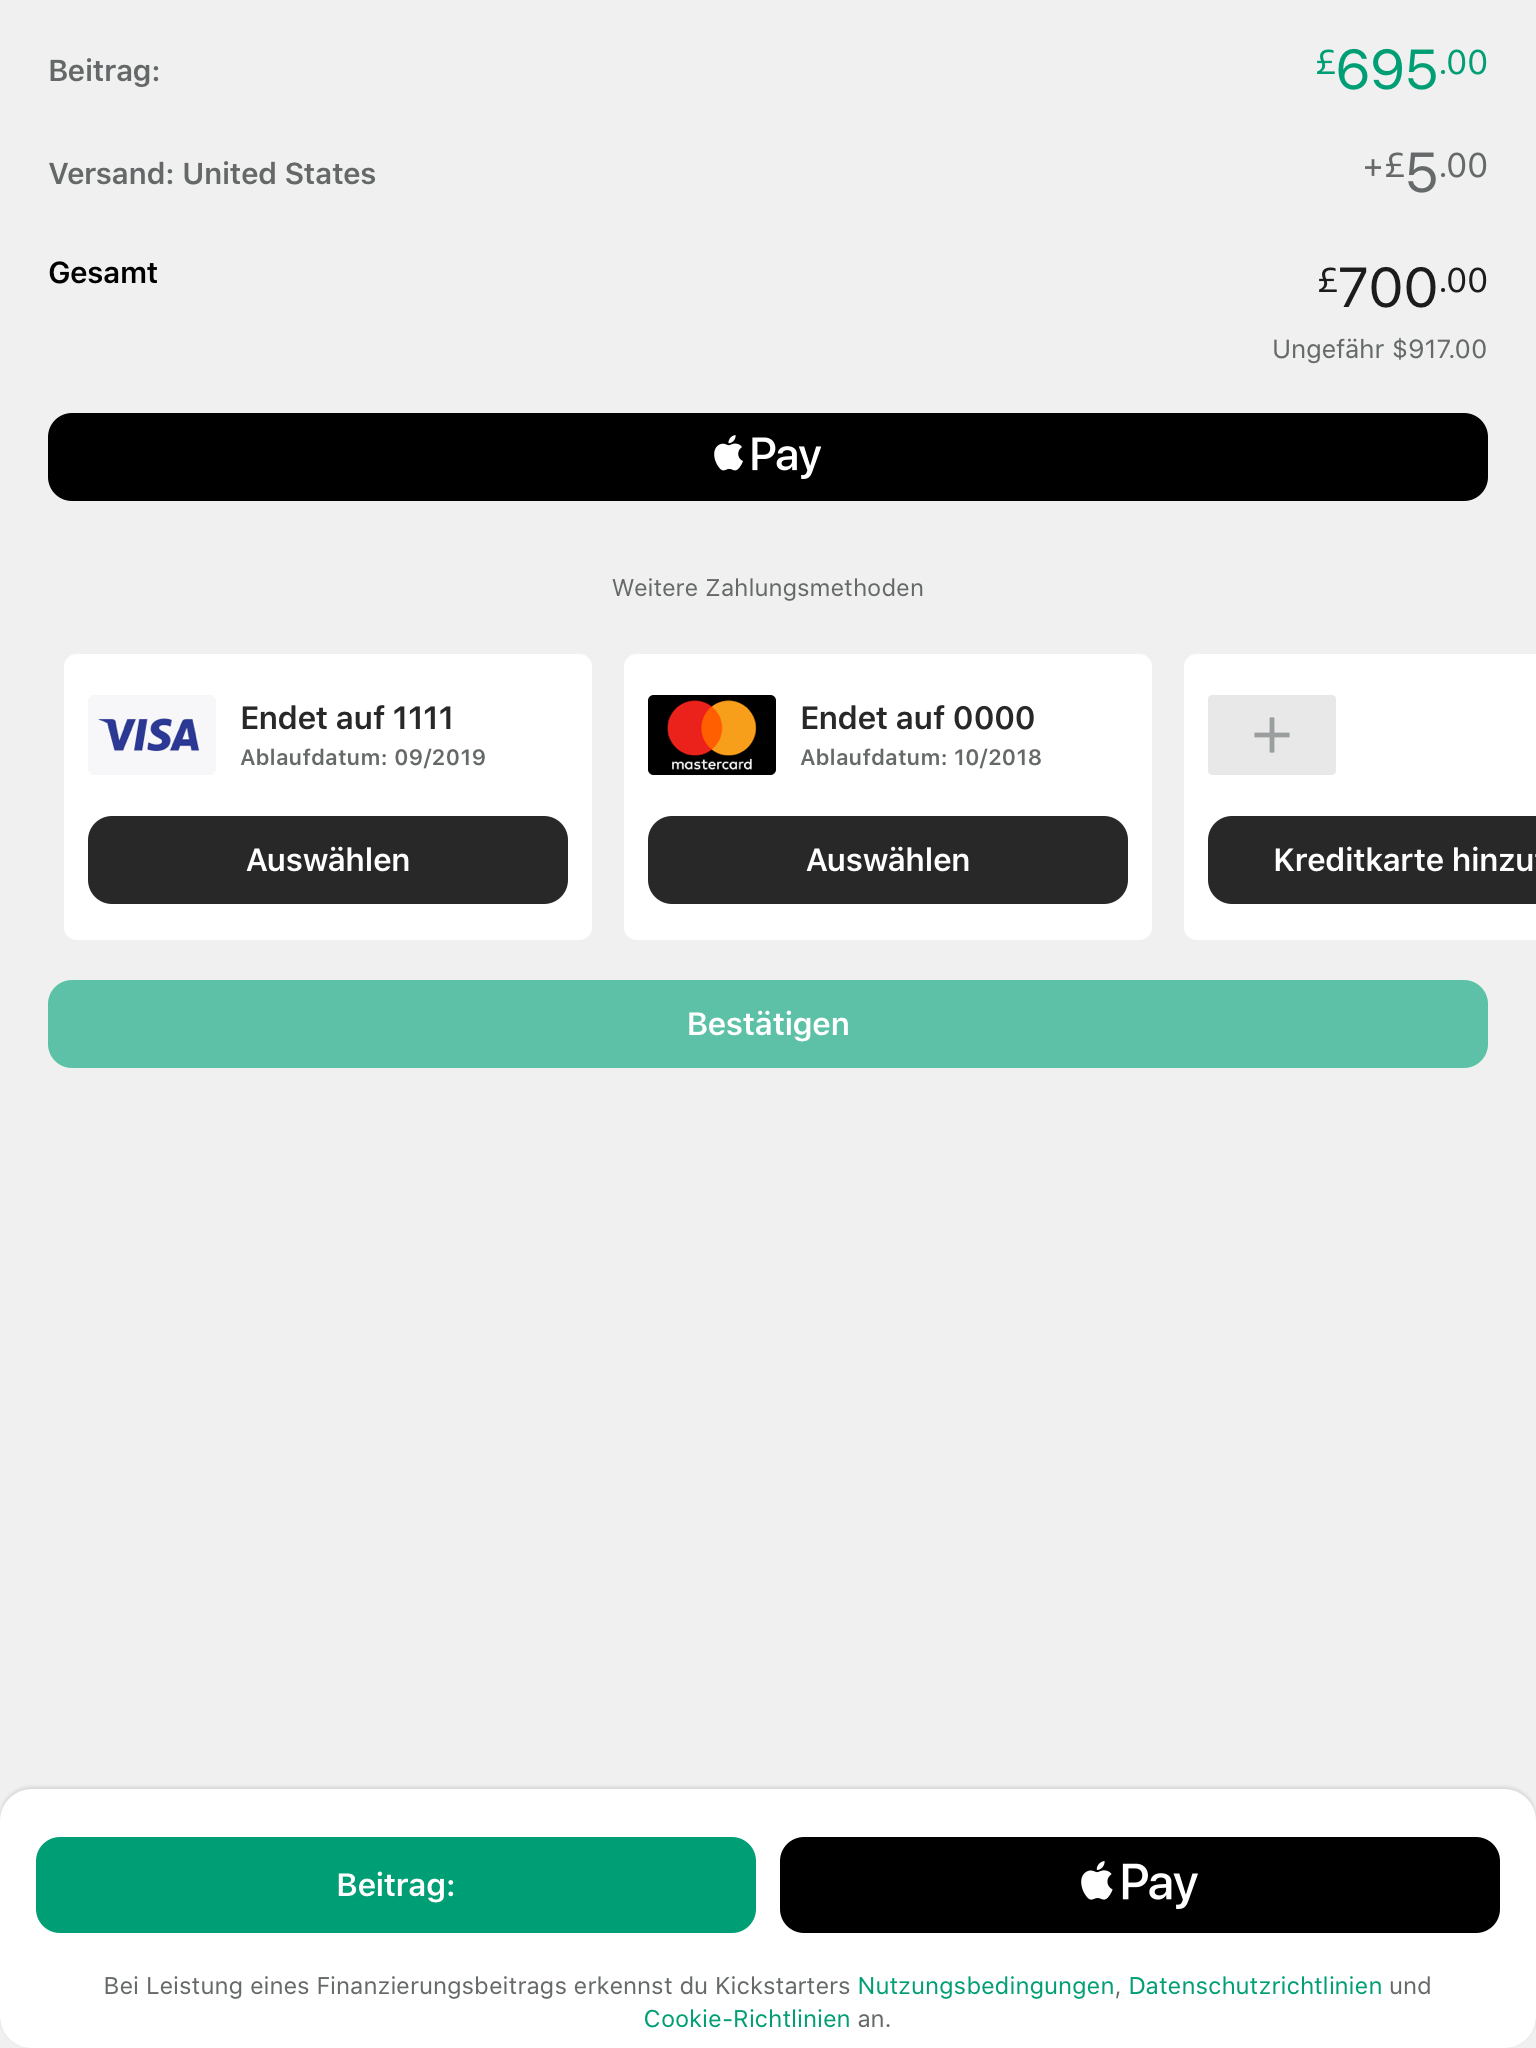 Beitrag:
£695.00
Versand: United States
+£5.00
Gesamt
£700.00
Ungefähr $917.00
Pay
Weitere Zahlungsmethoden
VISA
Endet auf 1111
Ablaufdatum: 09/2019
Auswählen
mastercard
Endet auf 0000
Ablaufdatum: 10/2018
Auswählen
+
Kreditkarte
Bestätigen
Beitrag:
Pay
Bei Leistung eines Finanzierungsbeitrags erkennst du Kickstarters Nutzungsbedingungen, Datenschutzrichtlinien und
Cookie-Richtlinien an.